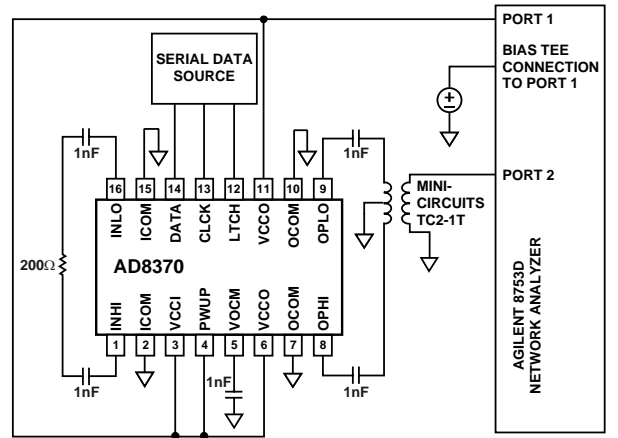 PORT 1
BIAS TEE
CONNECTION
TO PORT 1
SERIAL DATA
SOURCE
1nF
1nF
16 15 14 13 12 11 10 9
INLO ICOM DATA CLCK LTCH VCCO OCOM OPLO
PORT 2
MINI-
CIRCUITS
TC2-1T
200Ω
AD8370
INHI ICOM VCCI PWUP VOCM VCCO OCOM OPHI
1 2 3 4 5 6 7 8
1nF
1nF
1nF
AGILENT 8753D
NETWORK ANALYZER